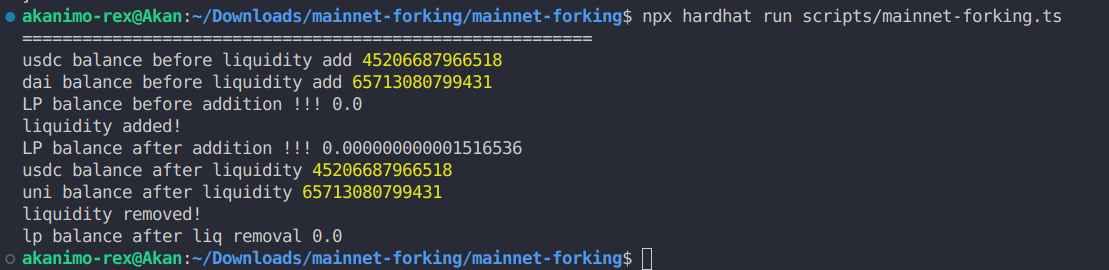 akanimo-rex@Akan:~/Downloads/mainnet-forking/mainnet-forking$ npx hardhat run scripts/mainnet-forking.ts
=========================================================
usdc balance before liquidity add 45206687966518
dai balance before liquidity add 65713080799431
LP balance before addition !!! 0.0
liquidity added!
LP balance after addition !!! 0.000000000001516536
usdc balance after liquidity 45206687966518
uni balance after liquidity 65713080799431
liquidity removed!
lp balance after liq removal 0.0
akanimo-rex@Akan:~/Downloads/mainnet-forking/mainnet-forking$